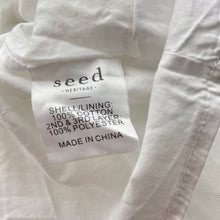 seed
HERITAGE
SHELL/LINING:
100% COTTON
2ND & 3RD LAYER:
100% POLYESTER
MADE IN CHINA